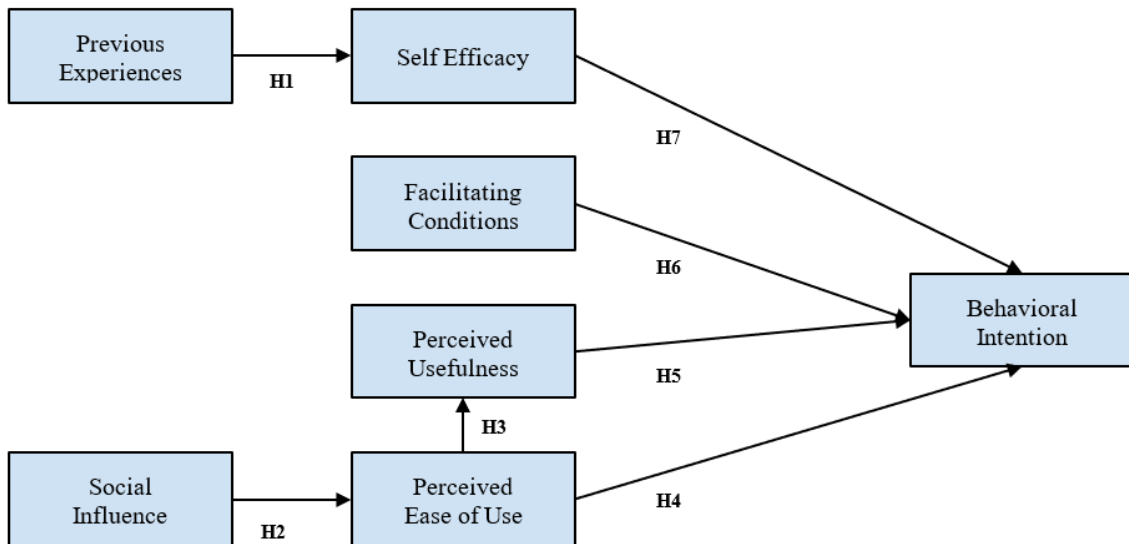 Previous
Experiences
H1
Self Efficacy
H7
Facilitating
Conditions
H6
Behavioral
Intention
Perceived
Usefulness
H5
H3
Social
Influence
H2
Perceived
Ease of Use
H4